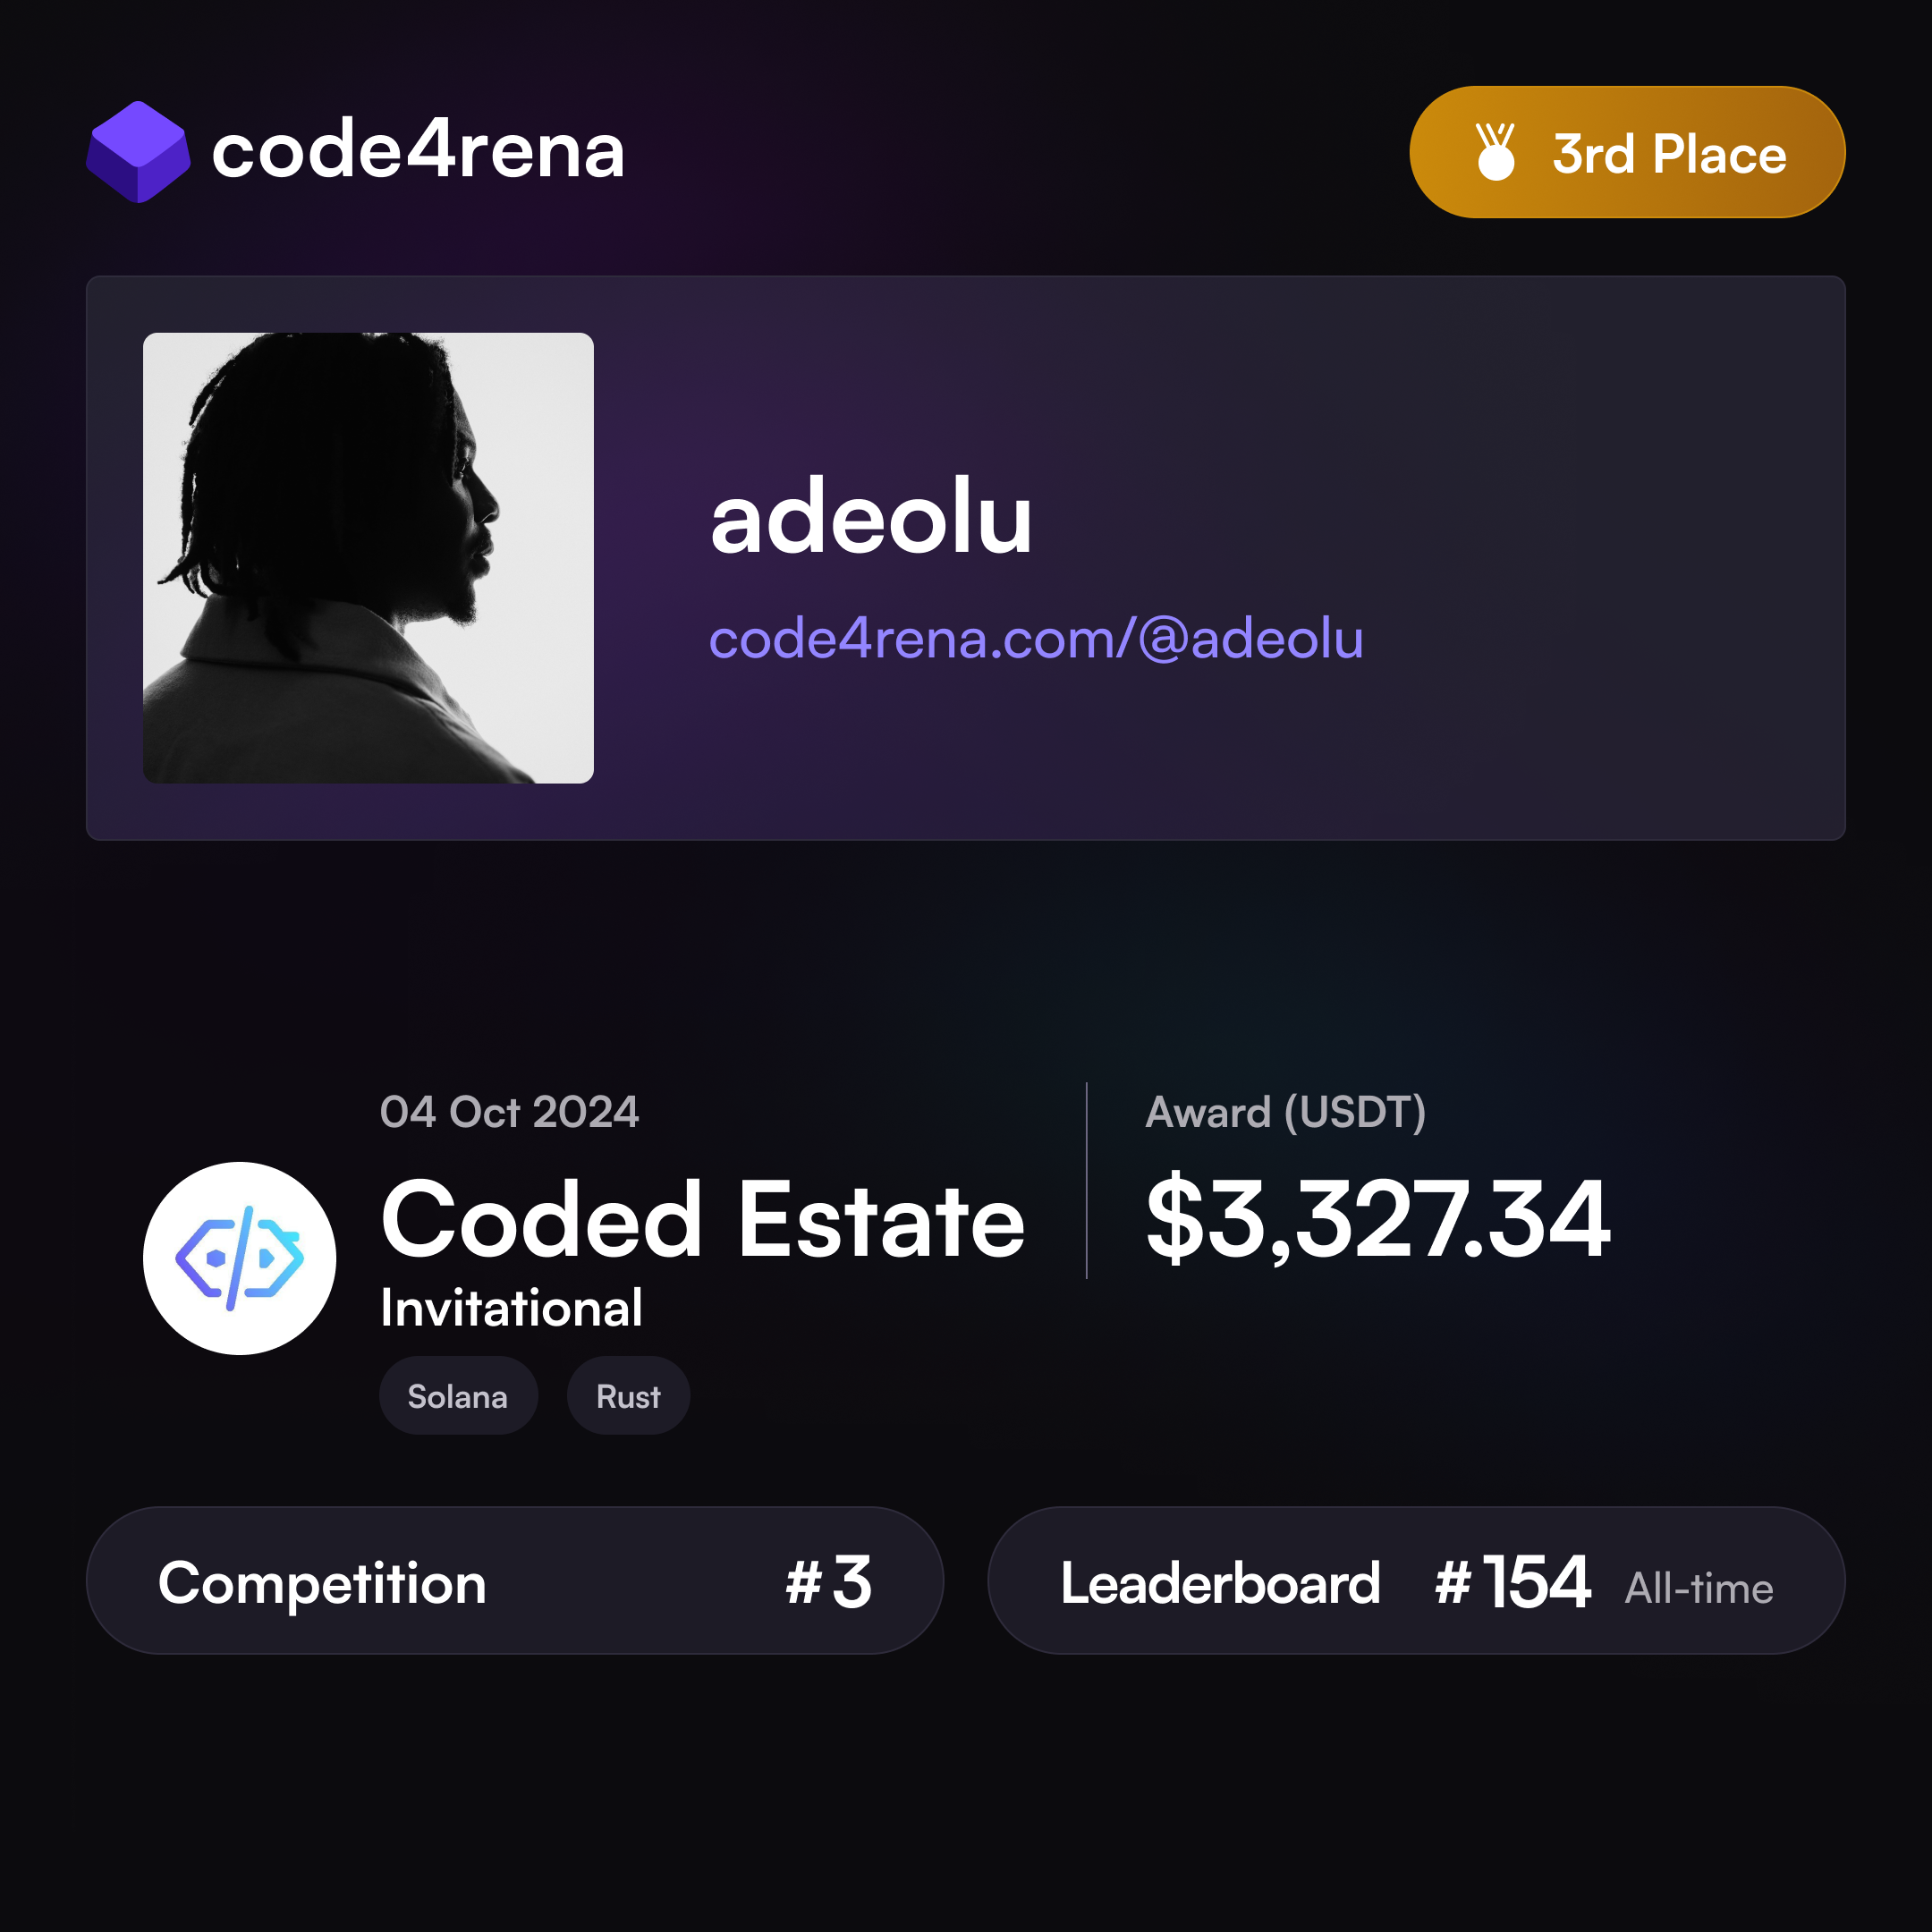 code4rena
3rd Place
adeolu
code4rena.com/@adeolu
04 Oct 2024
Coded Estate
Invitational
Solana Rust
Award (USDT)
$3,327.34
Competition #3
Leaderboard #154 All-time